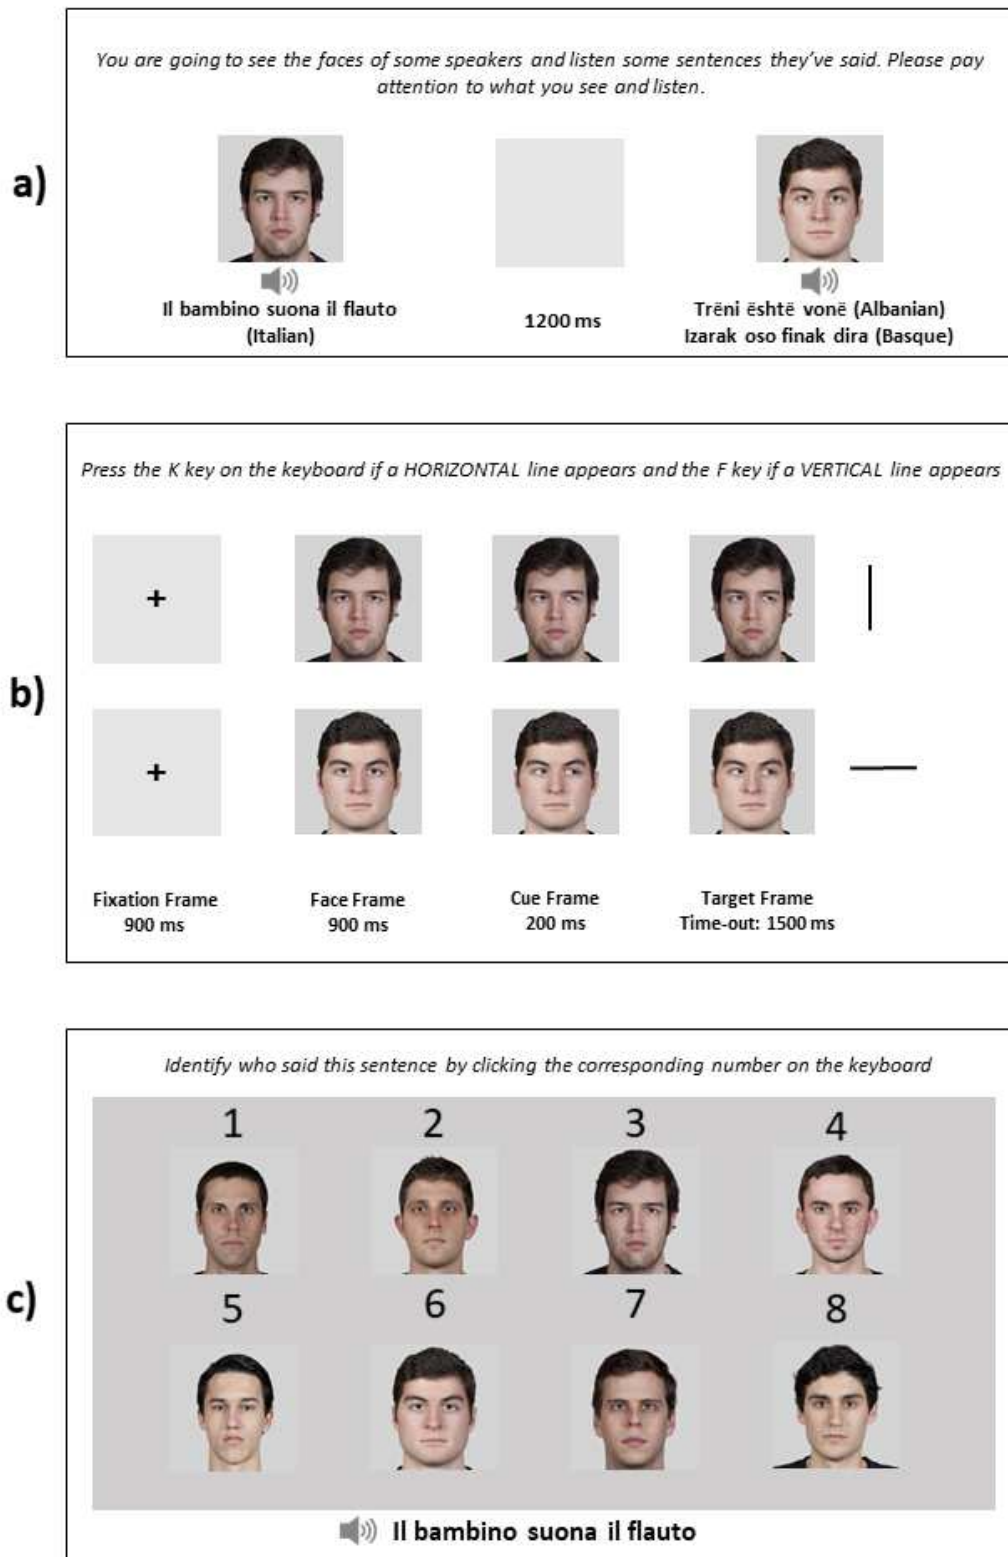 You are going to see the faces of some speakers and listen some sentences they've said. Please pay
attention to what you see and listen.
a)
Il bambino suona il flauto
(Italian)
1200 ms
Trëni është vonë (Albanian)
Izarak oso finak dira (Basque)
Press the K key on the keyboard if a HORIZONTAL line appears and the F key if a VERTICAL line appears
+
b)
+
Fixation Frame
900 ms
Face Frame
900 ms
Cue Frame
200 ms
Target Frame
Time-out: 1500 ms
Identify who said this sentence by clicking the corresponding number on the keyboard
1 2 3 4
c)
5 6 7 8
Il bambino suona il flauto